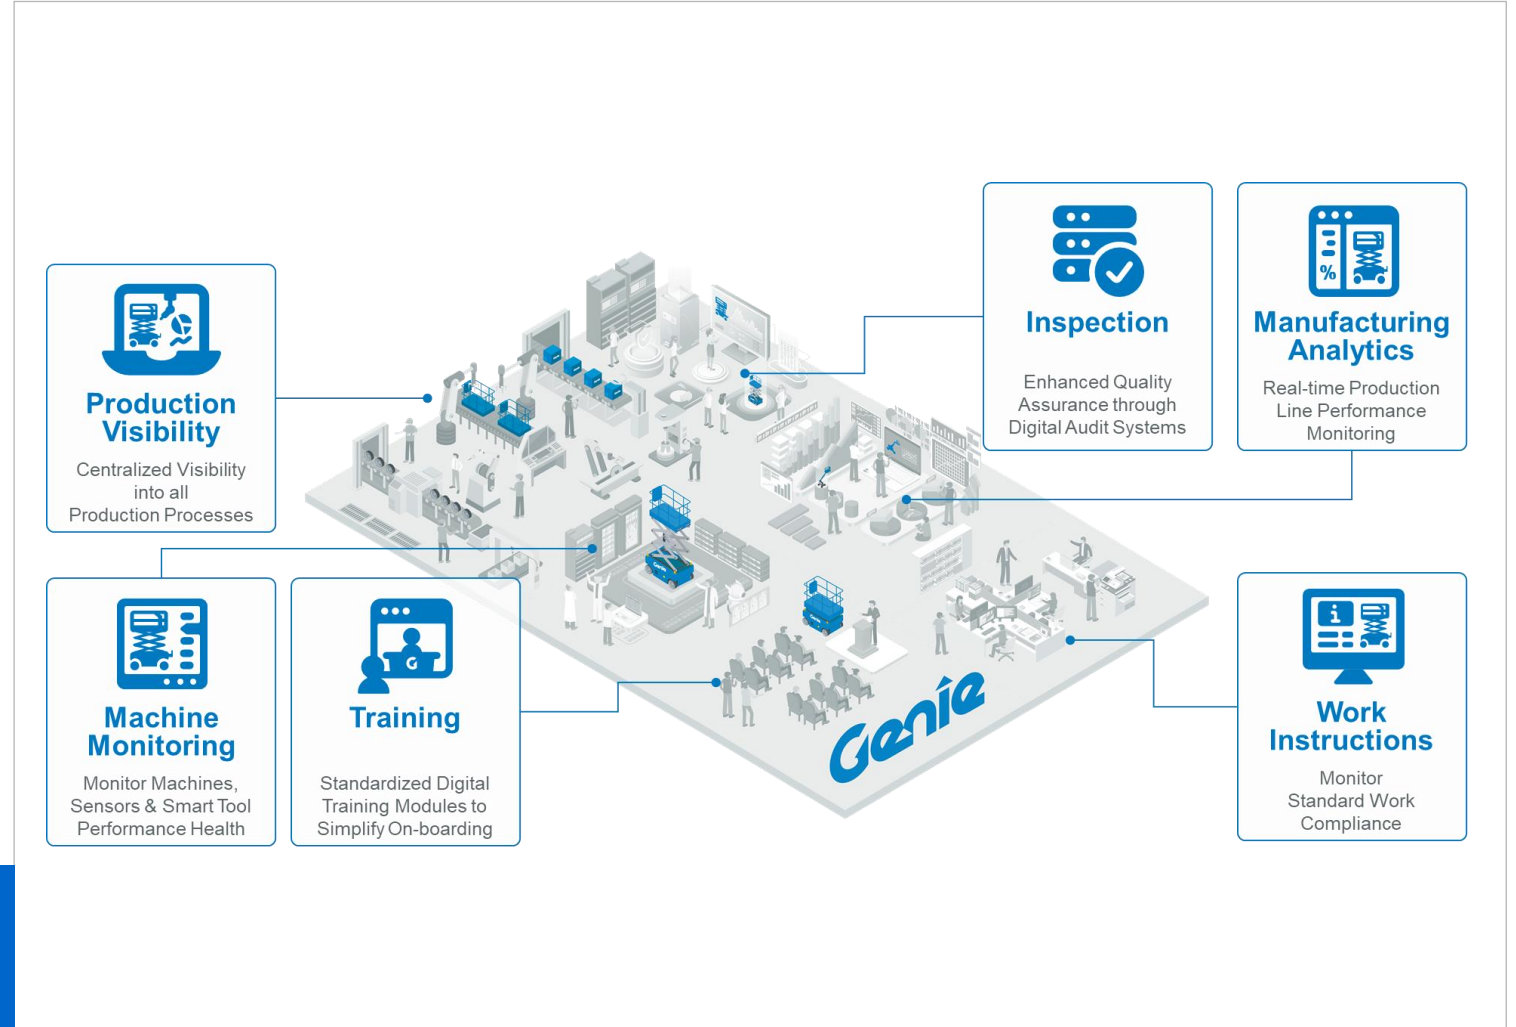 Production
Visibility
Centralized Visibility
into all
Production Processes
Machine
Monitoring
Monitor Machines,
Sensors & Smart Tool
Performance Health
Training
Standardized Digital
Training Modules to
Simplify On-boarding
Inspection
Enhanced Quality
Assurance through
Digital Audit Systems
%
Manufacturing
Analytics
Real-time Production
Line Performance
Monitoring
i
Work
Instructions
Monitor
Standard Work
Compliance
Genie
Genie